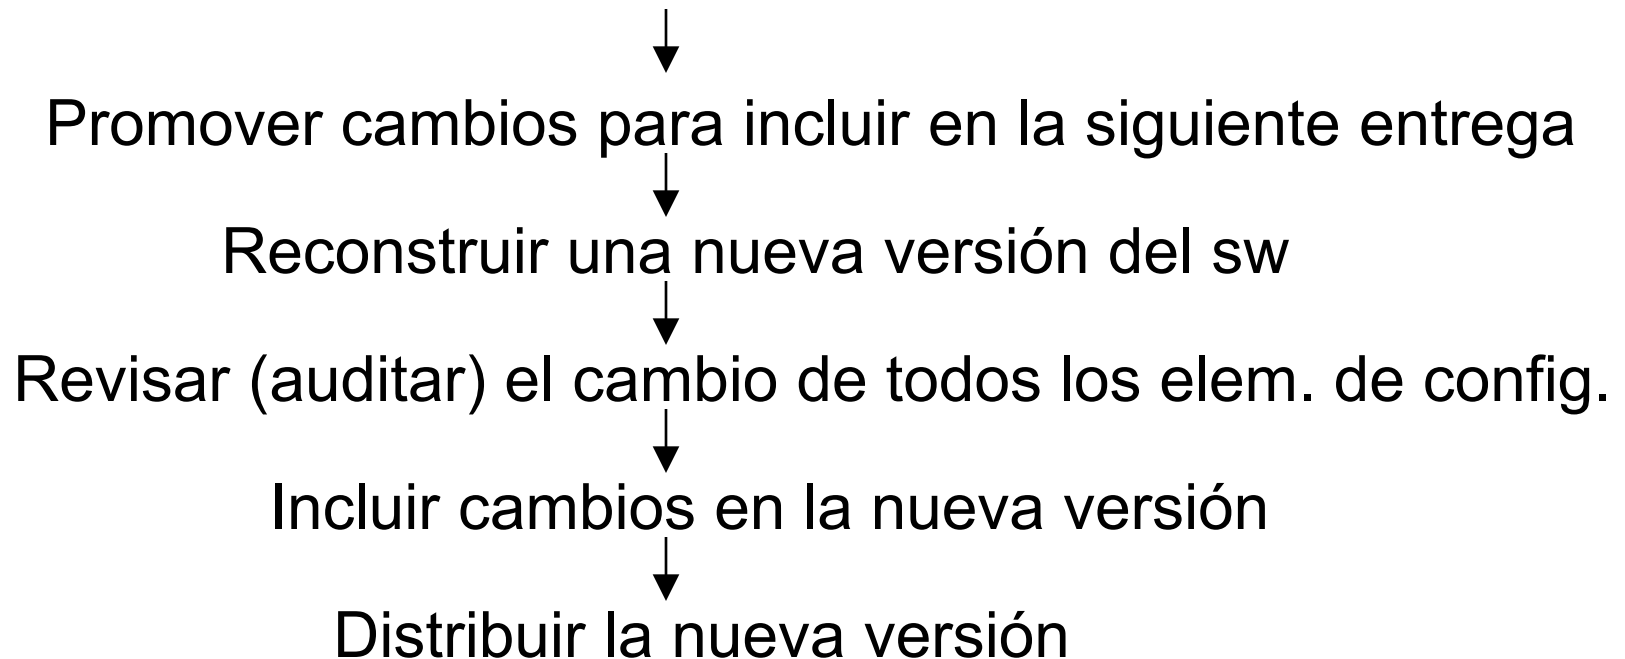 Promover cambios para incluir en la siguiente entrega
Reconstruir una nueva versión del sw
Revisar (auditar) el cambio de todos los elem. de config.
Incluir cambios en la nueva versión
Distribuir la nueva versión